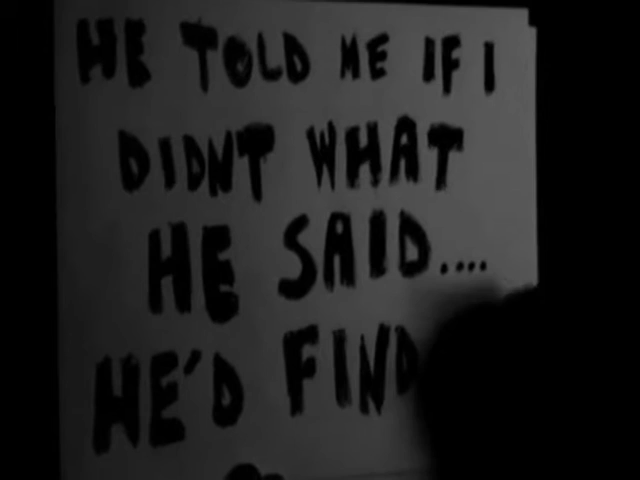 HE TOLD ME IF I
DIDNT WHAT
HE SAID....
HE'D FIND